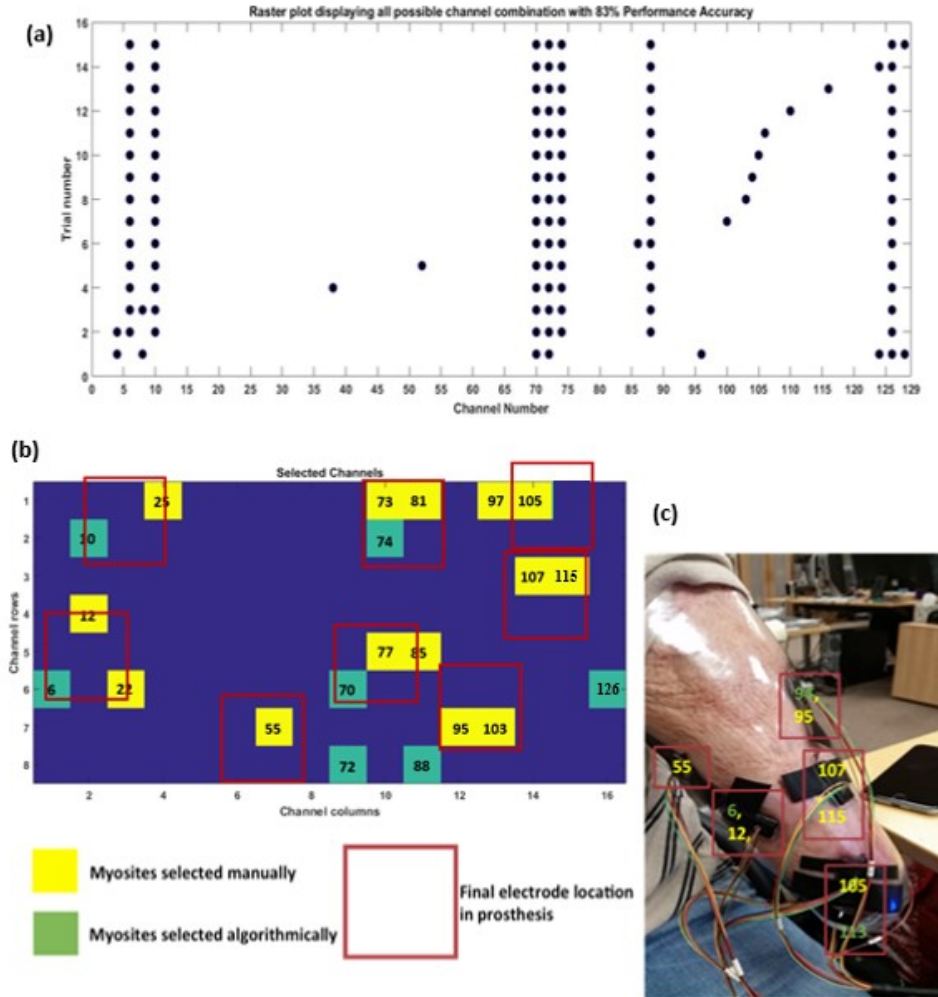 (a)
Raster plot displaying all possible channel combination with 83% Performance Accuracy
16
14
12
10
8
6
4
2
0
Trial number
0 5 10 15 20 25 30 35 40 45 50 55 60 65 70 75 80 85 90 95 100 105 110 115 120 125 129
Channel Number
(b)
Selected Channels
1 25 73 81 97 105
2 10 74
3 107 115
4 12
5 77 85
6 6 22 70 126
7 55 95 103
8 72 88
Channel rows
2 4 6 8 10 12 14 16
Channel columns
Myosites selected manually
Myosites selected algorithmically
Final electrode location
in prosthesis
(c)
95
55
107
6,
12,
115
105
113